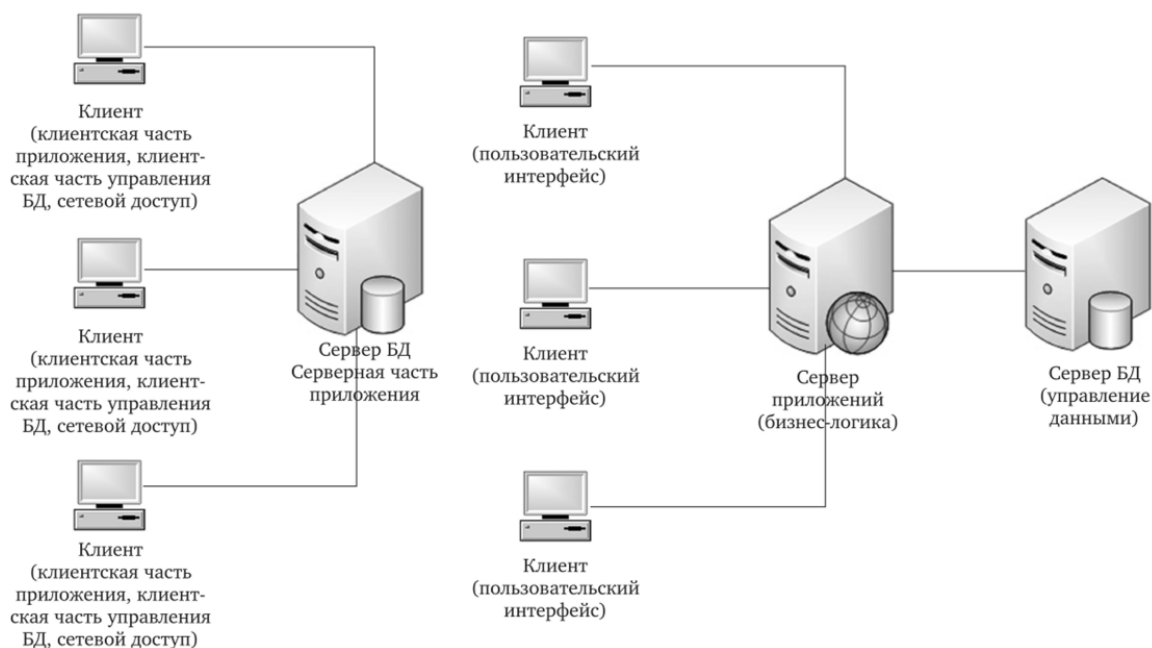 Клиент
(клиентская часть
приложения, клиент-
ская часть управления
БД, сетевой доступ)
Клиент
(клиентская часть
приложения, клиент-
ская часть управления
БД, сетевой доступ)
Клиент
(клиентская часть
приложения, клиент-
ская часть управления
БД, сетевой доступ)
Сервер БД
Серверная часть
приложения
Клиент
(пользовательский
интерфейс)
Клиент
(пользовательский
интерфейс)
Клиент
(пользовательский
интерфейс)
Сервер
приложений
(бизнес-логика)
Сервер БД
(управление
данными)